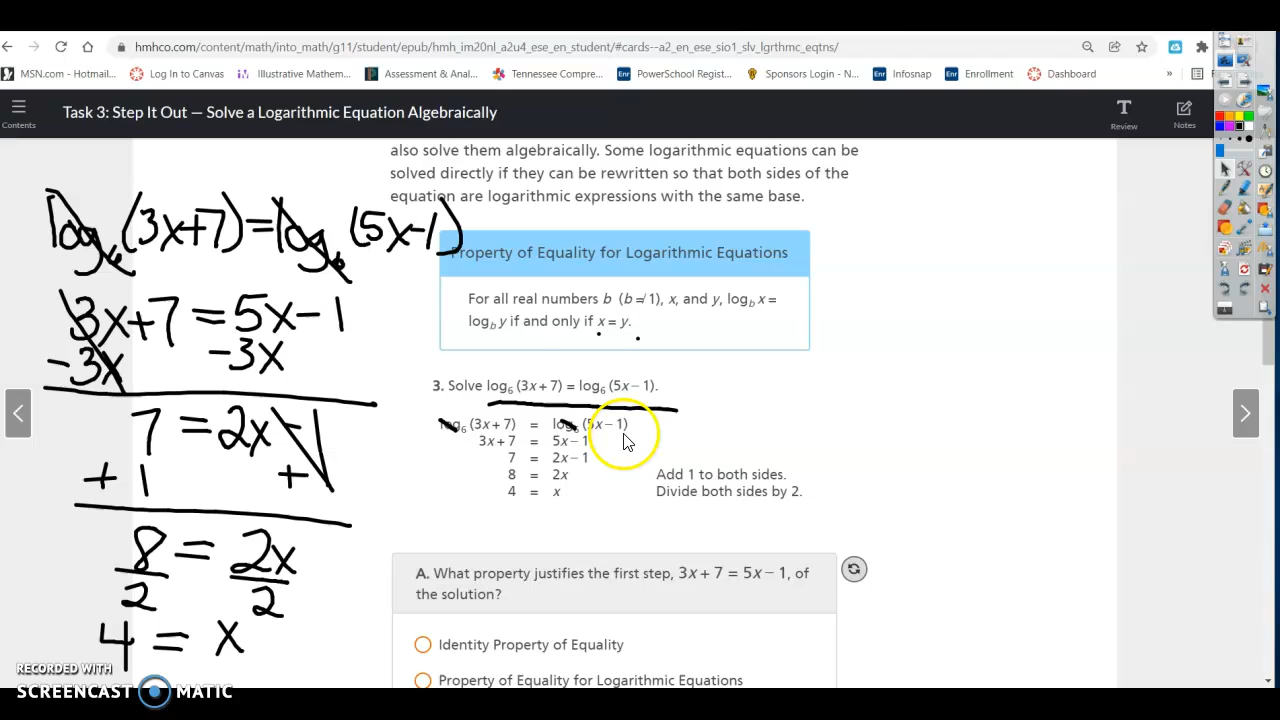 hmhco.com/content/math/into_math/g11/student/epub/hmh_im20nl_a2u4_ese_en_student/#cards--a2_en_ese_sio1_slv_lgrthmc_eqtns/
MSN.com - Hotmail... Log In to Canvas Illustrative Mathem... Assessment & Anal... Tennessee Compre... Enr PowerSchool Regist... Sponsors Login - N... Enr Infosnap Enr Enrollment Dashboard »
Contents
Task 3: Step It Out — Solve a Logarithmic Equation Algebraically
Review
Notes
also solve them algebraically. Some logarithmic equations can be
solved directly if they can be rewritten so that both sides of the
equation are logarithmic expressions with the same base.
Property of Equality for Logarithmic Equations
For all real numbers b (b ≠ 1), x, and y, log_b x =
log_b y if and only if x = y.
3. Solve log₆ (3x + 7) = log₆ (5x − 1).
log₆ (3x + 7) = log₆ (5x − 1)
3x + 7 = 5x − 1
7 = 2x − 1
8 = 2x Add 1 to both sides.
4 = x Divide both sides by 2.
A. What property justifies the first step, 3x + 7 = 5x − 1, of
the solution?
Identity Property of Equality
Property of Equality for Logarithmic Equations
log₆ (3x+7) = log₆ (5x-1)
3x+7 = 5x-1
-3x -3x
7 = 2x-1
+1 +1
8 = 2x
2 2
4 = x
RECORDED WITH
SCREENCAST MATIC